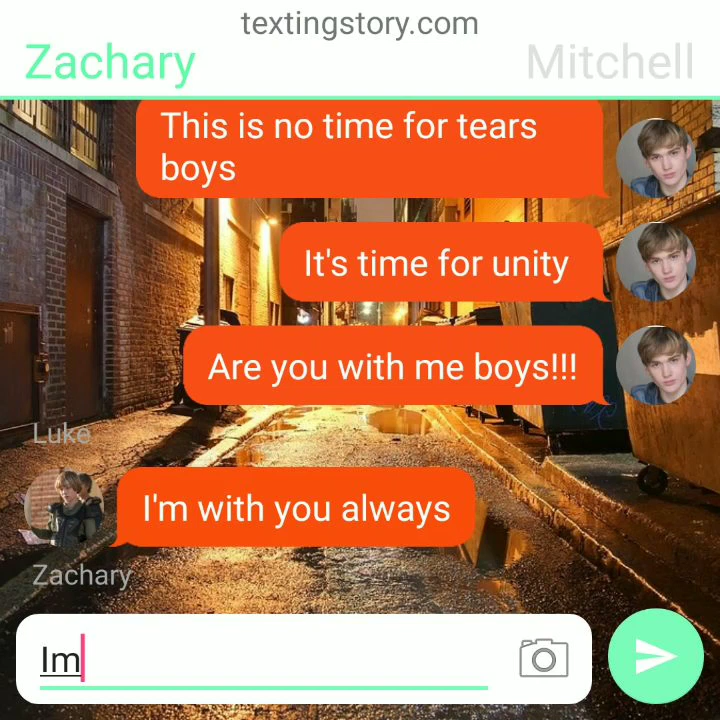 textingstory.com
Zachary
Mitchell
This is no time for tears
boys
It's time for unity
Are you with me boys!!!
Luke
I'm with you always
Zachary
Im